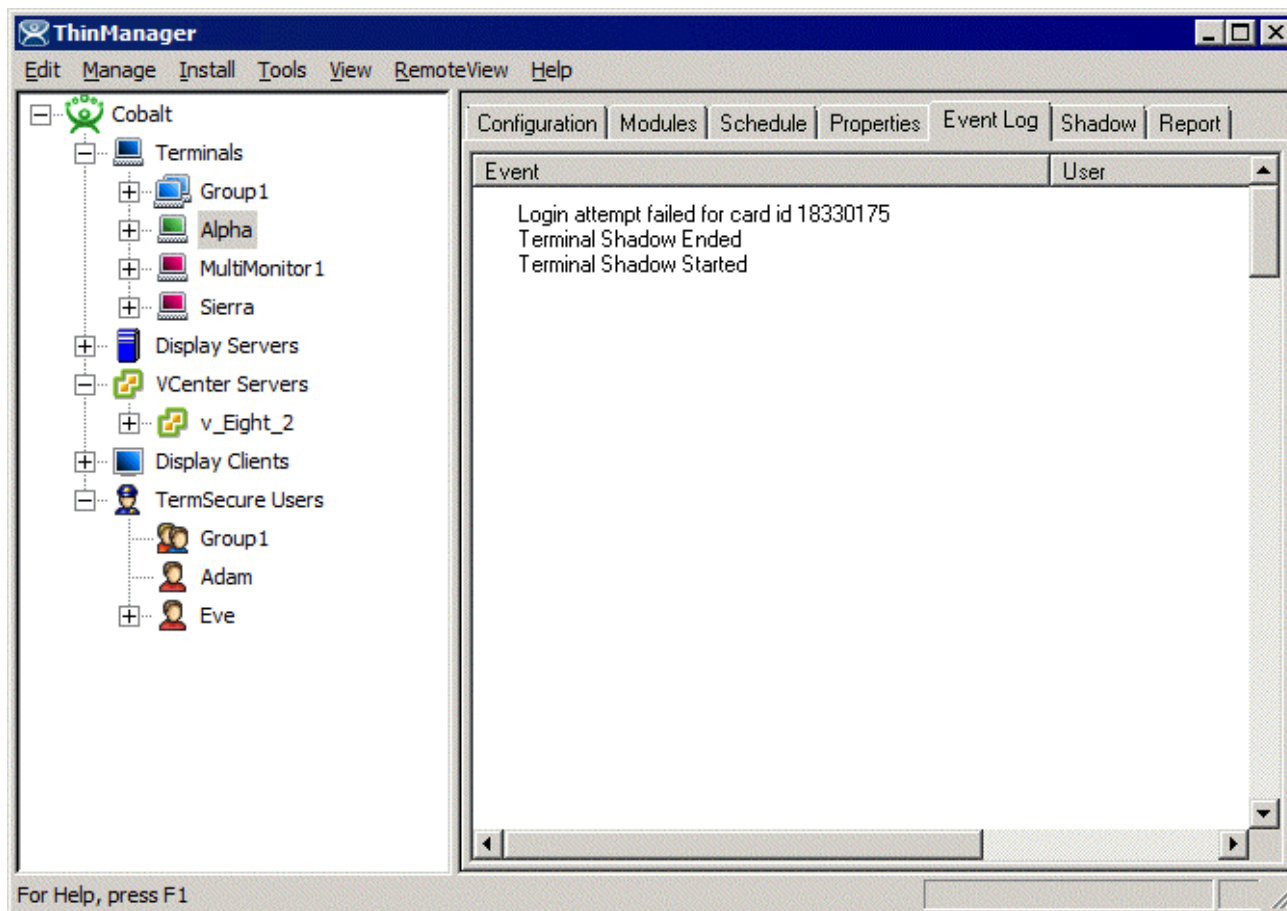 ThinManager
Edit Manage Install Tools View RemoteView Help
Cobalt
Terminals
Group1
Alpha
MultiMonitor1
Sierra
Display Servers
VCenter Servers
v_Eight_2
Display Clients
TermSecure Users
Group1
Adam
Eve
Configuration Modules Schedule Properties Event Log Shadow Report
Event User
Login attempt failed for card id 18330175
Terminal Shadow Ended
Terminal Shadow Started
For Help, press F1